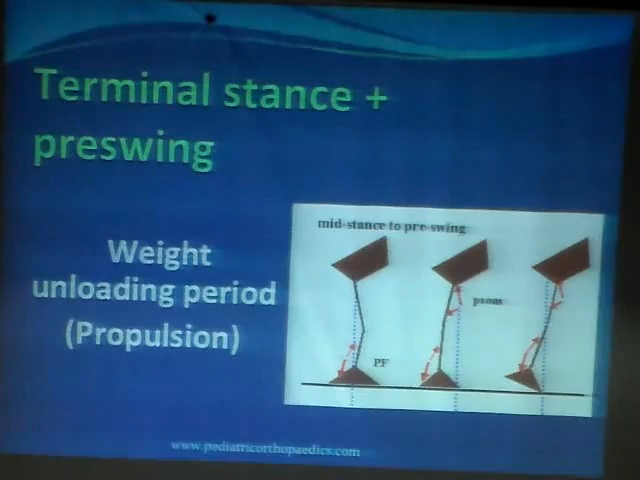 Terminal stance +
preswing
Weight
unloading period
(Propulsion)
mid-stance to pre-swing
psoas
PF
www.pediatricorthopaedics.com